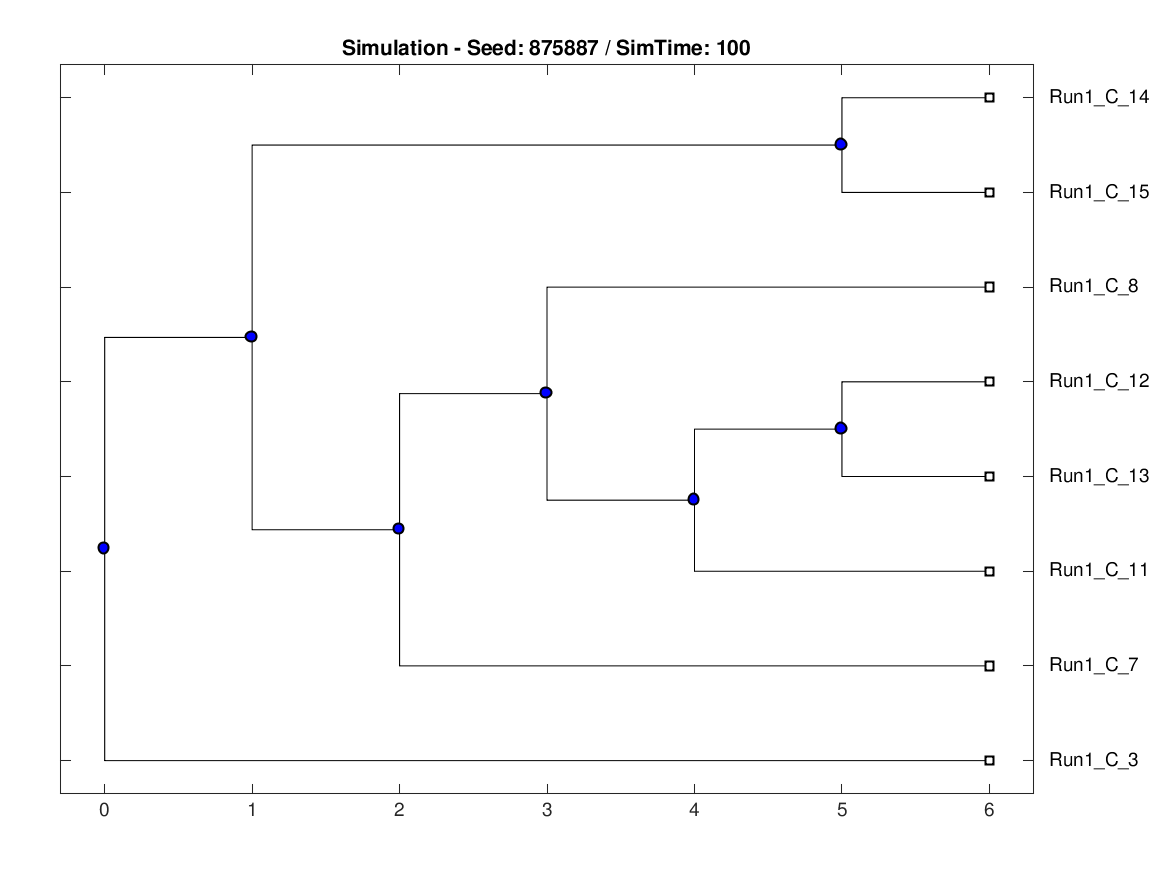 Simulation - Seed: 875887 / SimTime: 100
Run1_C_14
Run1_C_15
Run1_C_8
Run1_C_12
Run1_C_13
Run1_C_11
Run1_C_7
Run1_C_3
0 1 2 3 4 5 6